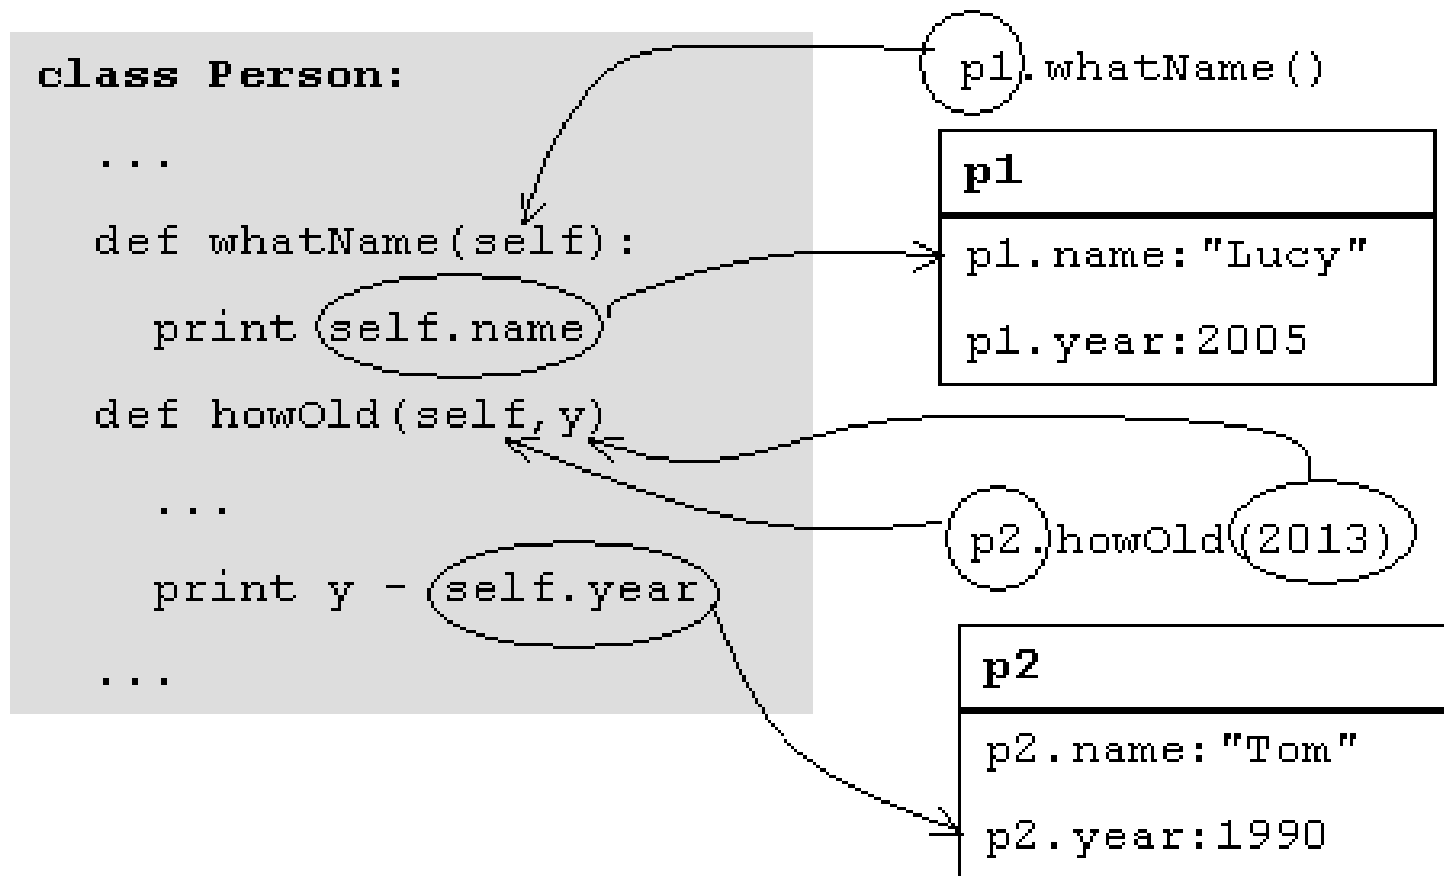 class Person:
...
def whatName(self):
print self.name
def howOld(self,y)
...
print y - self.year
...
p1.whatName()
p1
p1.name:"Lucy"
p1.year:2005
p2.howOld(2013)
p2
p2.name:"Tom"
p2.year:1990